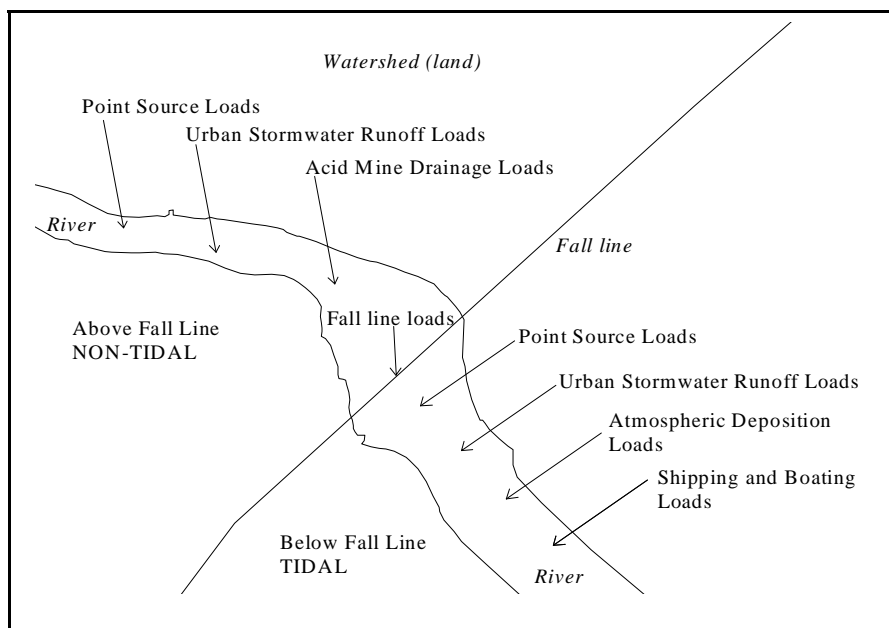 Watershed (land)
Point Source Loads
Urban Stormwater Runoff Loads
Acid Mine Drainage Loads
River
Fall line
Fall line loads
Above Fall Line
NON-TIDAL
Point Source Loads
Urban Stormwater Runoff Loads
Atmospheric Deposition
Loads
Shipping and Boating
Loads
Below Fall Line
TIDAL
River